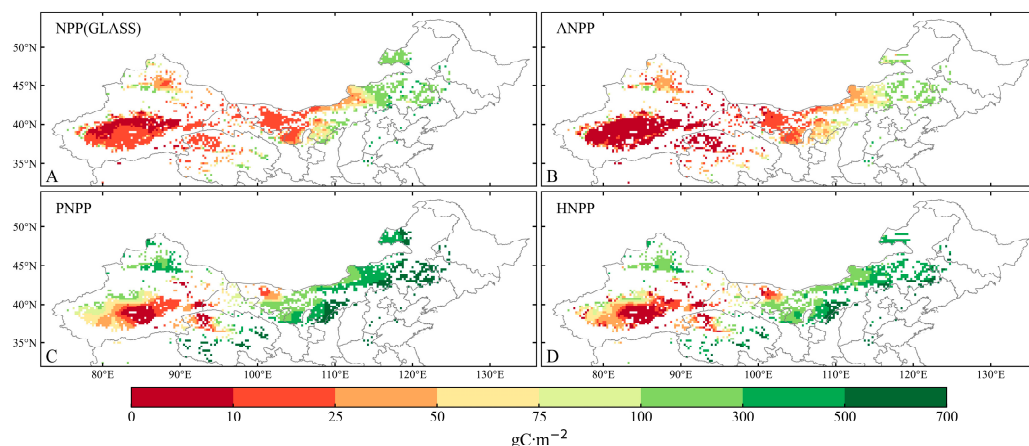 NPP(GLASS)
ANPP
50°N
45°N
40°N
35°N
A
B
PNPP
HNPP
50°N
45°N
40°N
35°N
C
D
80°E 90°E 100°E 110°E 120°E 130°E 80°E 90°E 100°E 110°E 120°E 130°E
0 10 25 50 75 100 300 500 700
gC·m⁻²